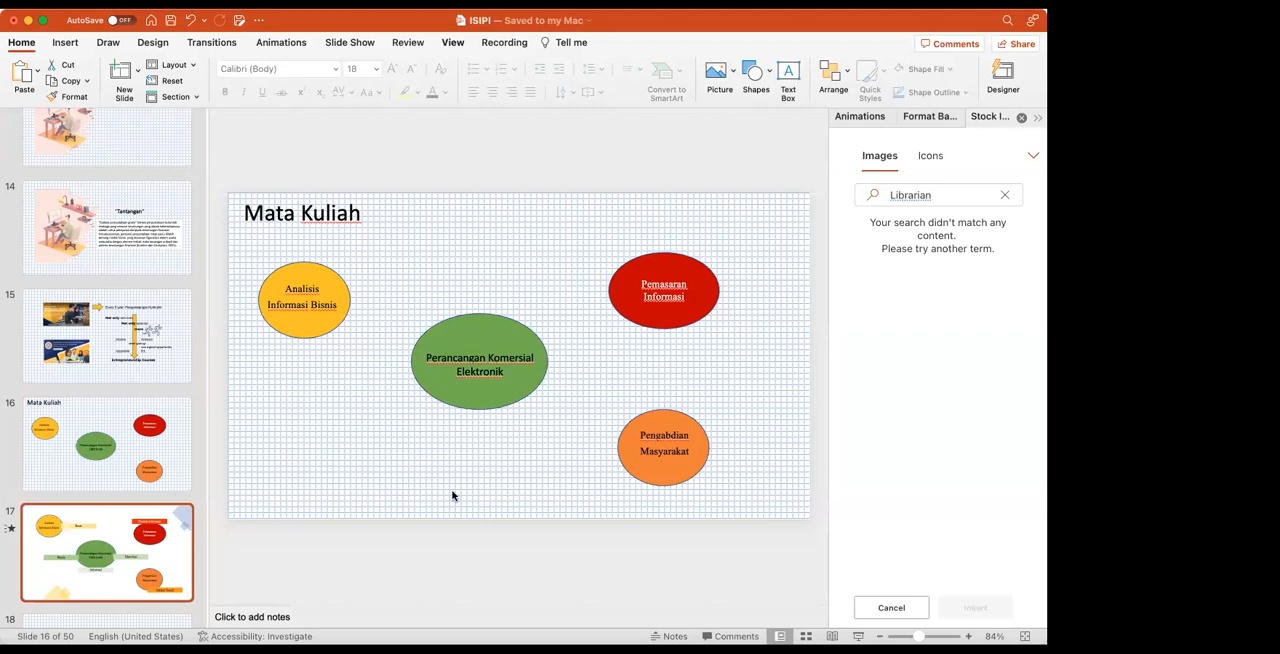 AutoSave OFF
ISIPI — Saved to my Mac
Home Insert Draw Design Transitions Animations Slide Show Review View Recording Tell me
Comments Share
Paste
Cut
Copy
Format
New Slide
Layout
Reset
Section
Calibri (Body) 18
Convert to SmartArt
Picture
Shapes
Text Box
Arrange
Quick Styles
Shape Fill
Shape Outline
Designer
14
"Tantangan"
15
16
Mata Kuliah
17
18
Mata Kuliah
Analisis
Informasi Bisnis
Pemasaran
Informasi
Perancangan Komersial
Elektronik
Pengabdian
Masyarakat
Click to add notes
Animations Format Ba... Stock I...
Images Icons
Librarian
Your search didn't match any
content.
Please try another term.
Cancel Insert
Slide 16 of 50 English (United States) Accessibility: Investigate Notes Comments 84%